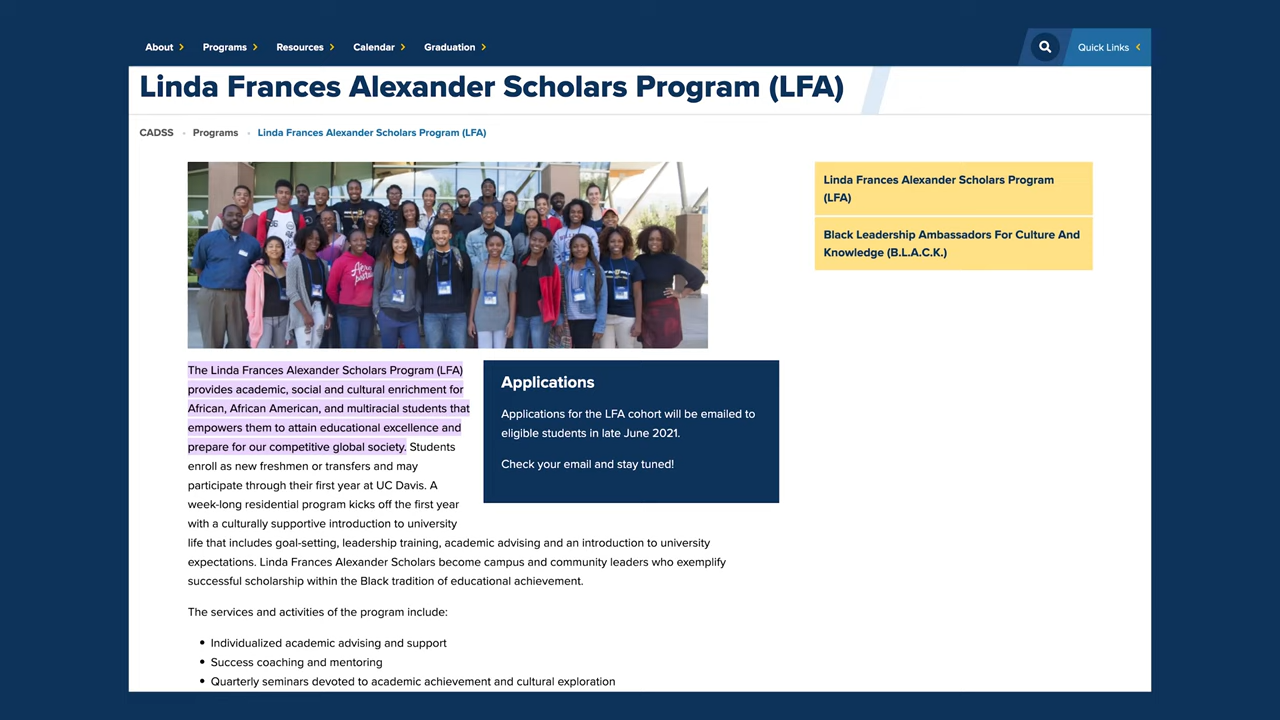 About
Programs
Resources
Calendar
Graduation
Quick Links
Linda Frances Alexander Scholars Program (LFA)
CADSS
Programs
Linda Frances Alexander Scholars Program (LFA)
Linda Frances Alexander Scholars Program
(LFA)
Black Leadership Ambassadors For Culture And
Knowledge (B.L.A.C.K.)
The Linda Frances Alexander Scholars Program (LFA)
provides academic, social and cultural enrichment for
African, African American, and multiracial students that
empowers them to attain educational excellence and
prepare for our competitive global society. Students
enroll as new freshmen or transfers and may
participate through their first year at UC Davis. A
week-long residential program kicks off the first year
with a culturally supportive introduction to university
life that includes goal-setting, leadership training, academic advising and an introduction to university
expectations. Linda Frances Alexander Scholars become campus and community leaders who exemplify
successful scholarship within the Black tradition of educational achievement.
Applications
Applications for the LFA cohort will be emailed to
eligible students in late June 2021.
Check your email and stay tuned!
The services and activities of the program include:
• Individualized academic advising and support
• Success coaching and mentoring
• Quarterly seminars devoted to academic achievement and cultural exploration